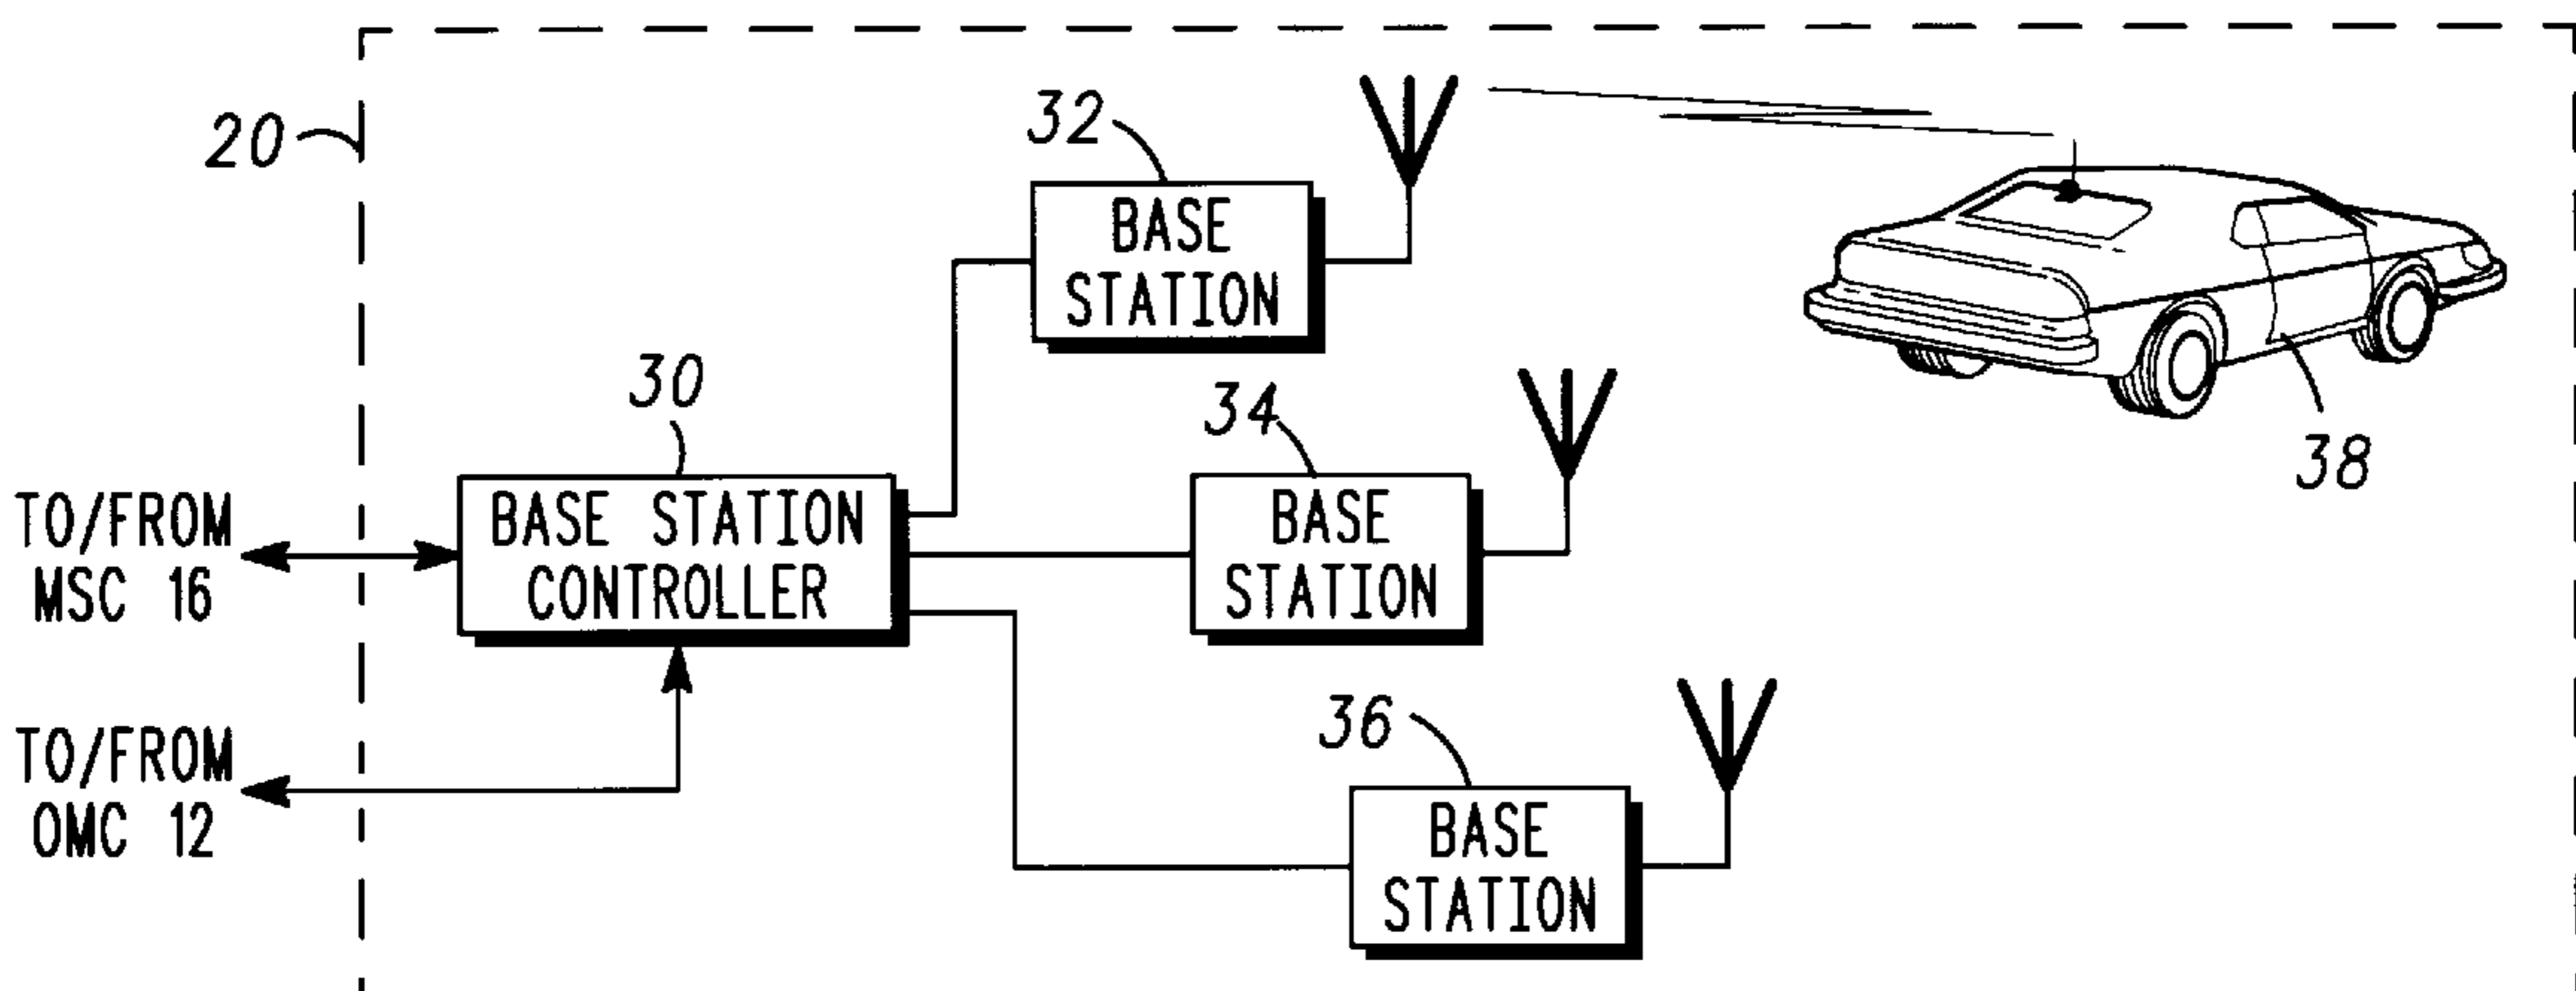 20
32
BASE
STATION
30
34
38
TO/FROM
MSC 16
BASE STATION
CONTROLLER
BASE
STATION
36
TO/FROM
OMC 12
BASE
STATION